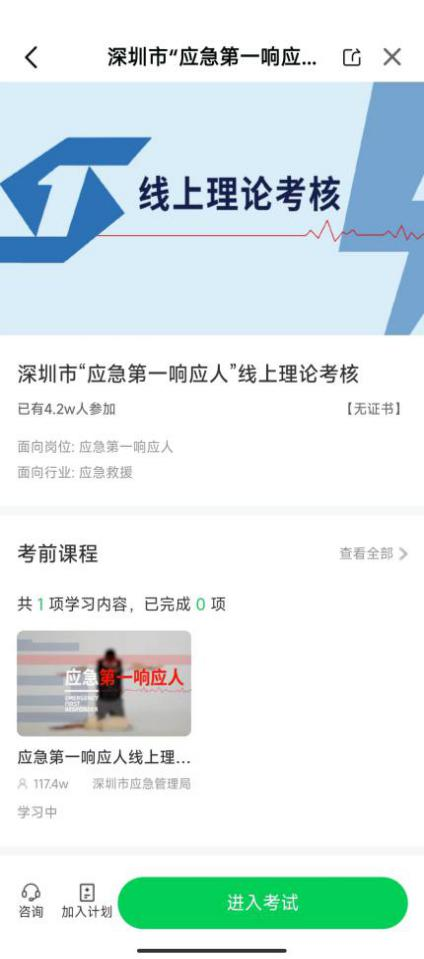 深圳市“应急第一响应...
线上理论考核
深圳市“应急第一响应人”线上理论考核
已有4.2w人参加
【无证书】
面向岗位: 应急第一响应人
面向行业: 应急救援
考前课程
查看全部
共 1 项学习内容，已完成 0 项
应急第一响应人
EMERGENCY
FIRST
RESPONDER
应急第一响应人线上理...
117.4w
深圳市应急管理局
学习中
咨询
加入计划
进入考试